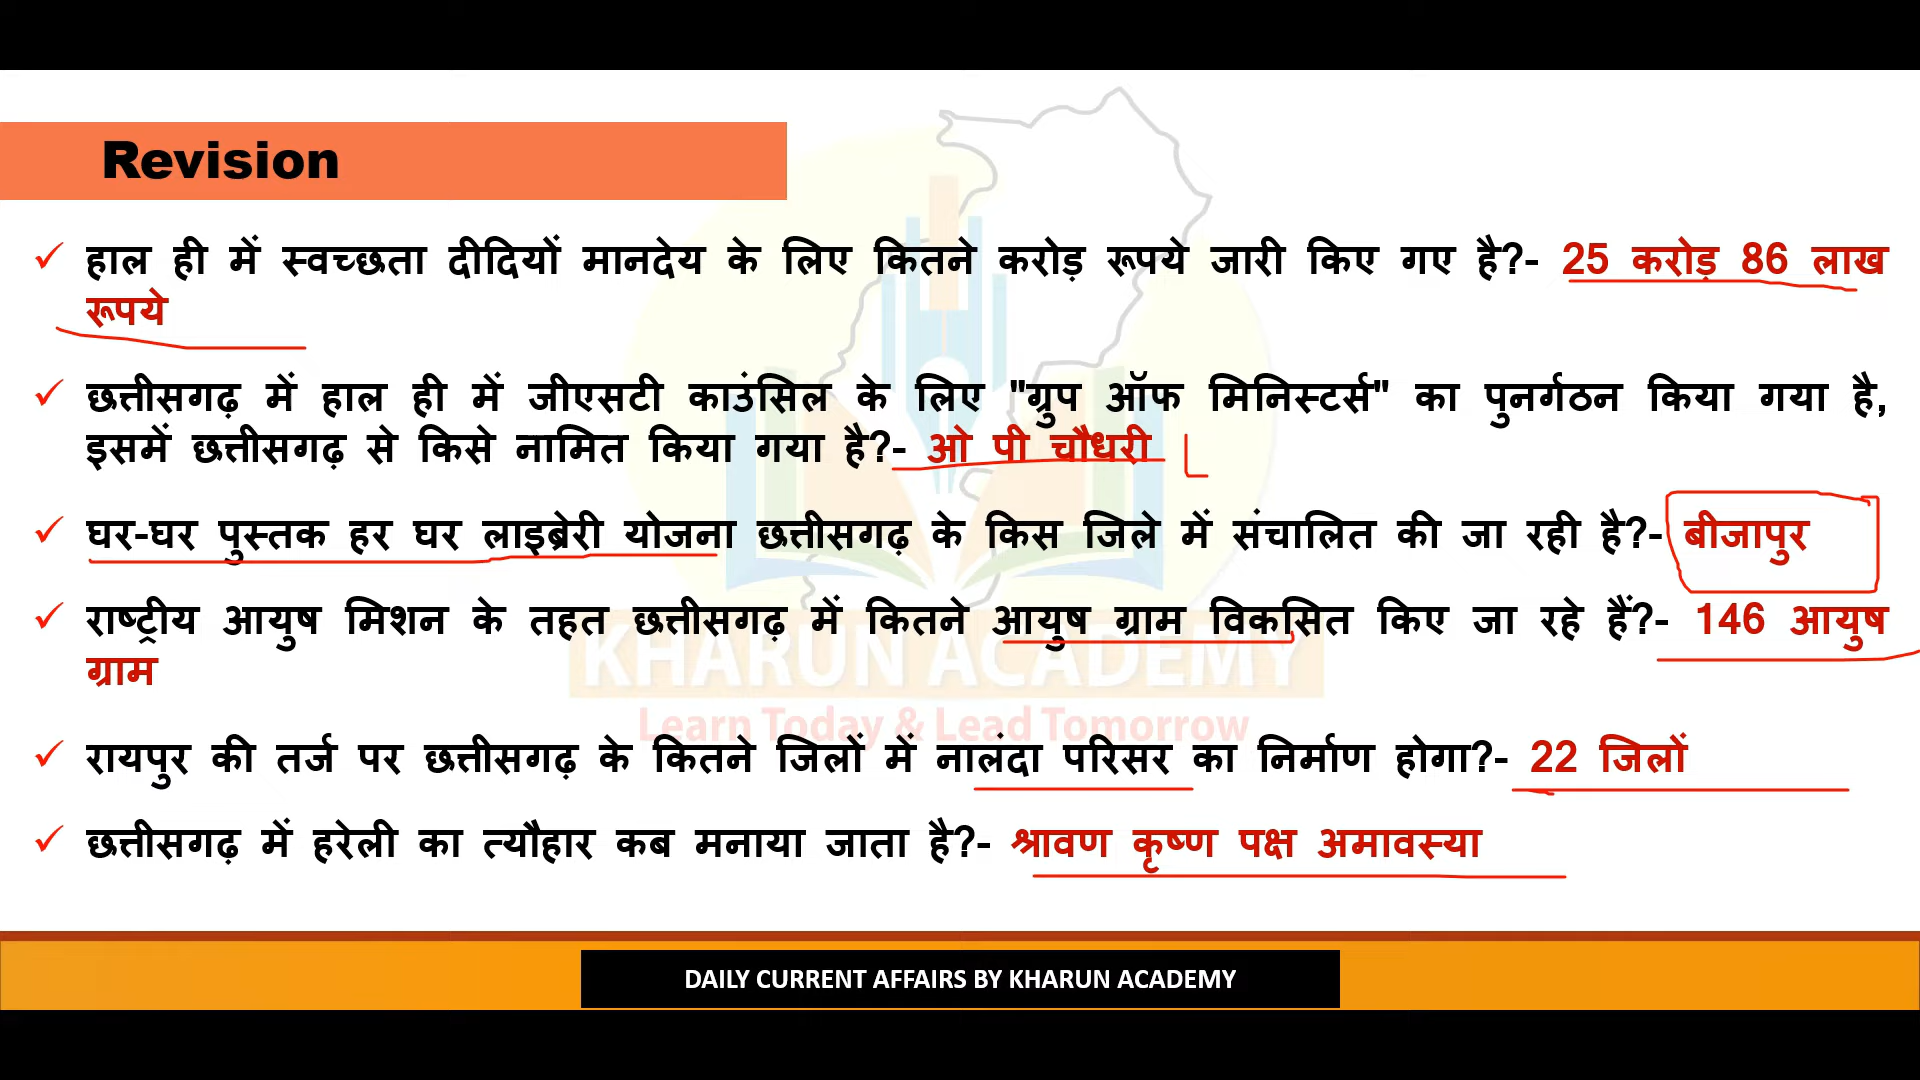 Revision
✓ हाल ही में स्वच्छता दीदियों मानदेय के लिए कितने करोड़ रूपये जारी किए गए है?- 25 करोड़ 86 लाख
रूपये
✓ छत्तीसगढ़ में हाल ही में जीएसटी काउंसिल के लिए "ग्रुप ऑफ मिनिस्टर्स" का पुनर्गठन किया गया है,
इसमें छत्तीसगढ़ से किसे नामित किया गया है?- ओ पी चौधरी
✓ घर-घर पुस्तक हर घर लाइब्रेरी योजना छत्तीसगढ़ के किस जिले में संचालित की जा रही है?- बीजापुर
✓ राष्ट्रीय आयुष मिशन के तहत छत्तीसगढ़ में कितने आयुष ग्राम विकसित किए जा रहे हैं?- 146 आयुष
ग्राम
KHARUN ACADEMY
Learn Today & Lead Tomorrow
✓ रायपुर की तर्ज पर छत्तीसगढ़ के कितने जिलों में नालंदा परिसर का निर्माण होगा?- 22 जिलों
✓ छत्तीसगढ़ में हरेली का त्यौहार कब मनाया जाता है?- श्रावण कृष्ण पक्ष अमावस्या
DAILY CURRENT AFFAIRS BY KHARUN ACADEMY